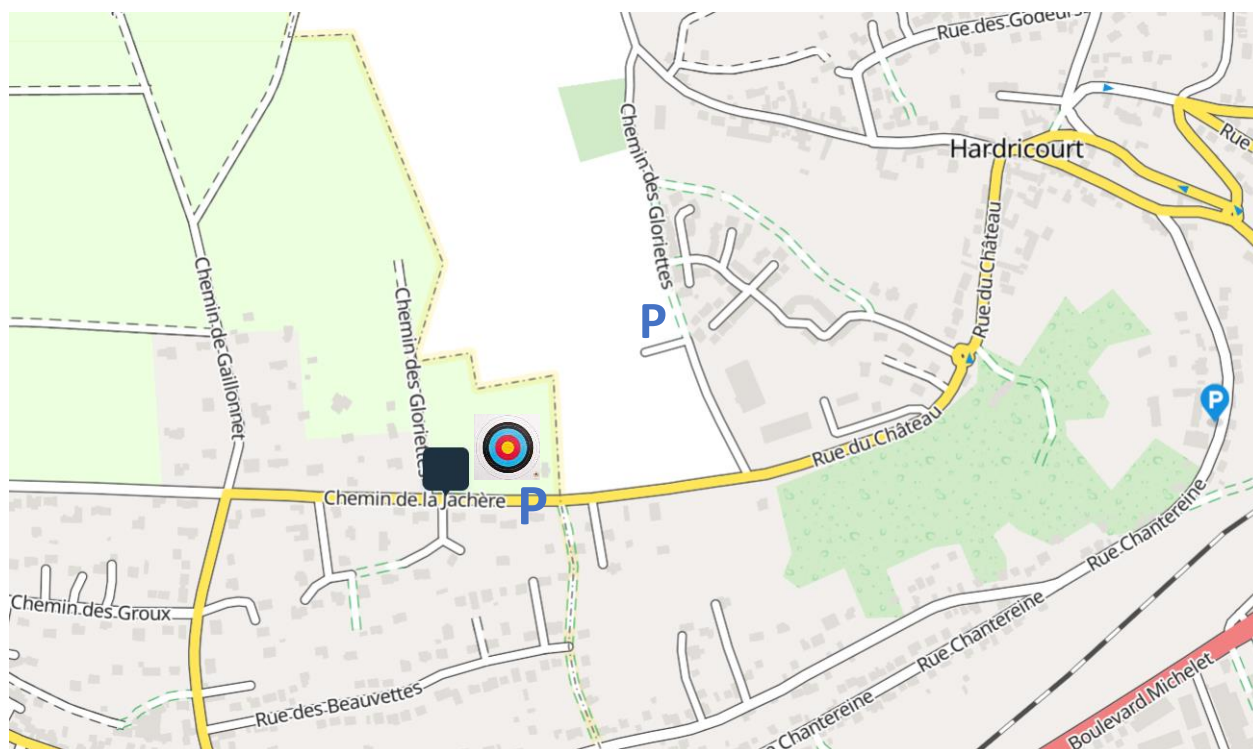 Rue des Godeurs
Chemin des Gloriettes
Hardricourt
Rue
Rue du Château
Chemin de Gaillonnet
Chemin des Gloriettes
P
P
Rue du Château
Chemin de la Jachère
P
Rue Chantereine
Chemin des Groux
Rue Chantereine
Rue des Beauvettes
Chantereine
Boulevard Michelet